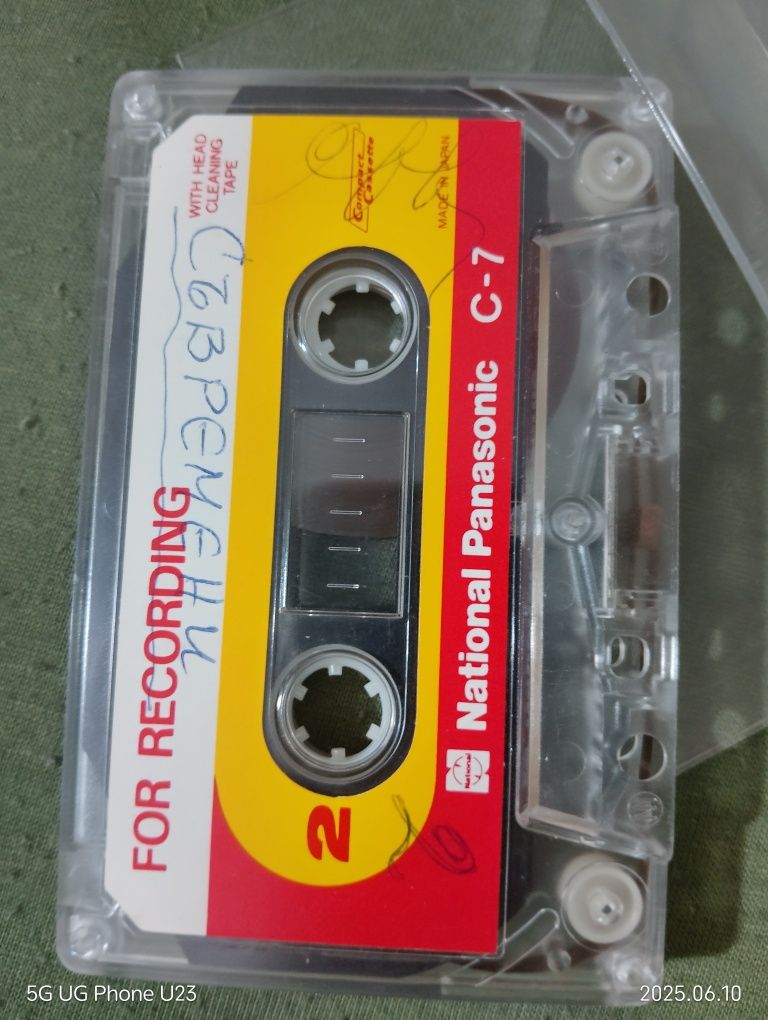 WITH HEAD
CLEANING
TAPE
СЪВРЕМЕННИ
FOR RECORDING
Compact
Cassette
MADE IN JAPAN
2
National
National Panasonic C-7
5G UG Phone U23
2025.06.10